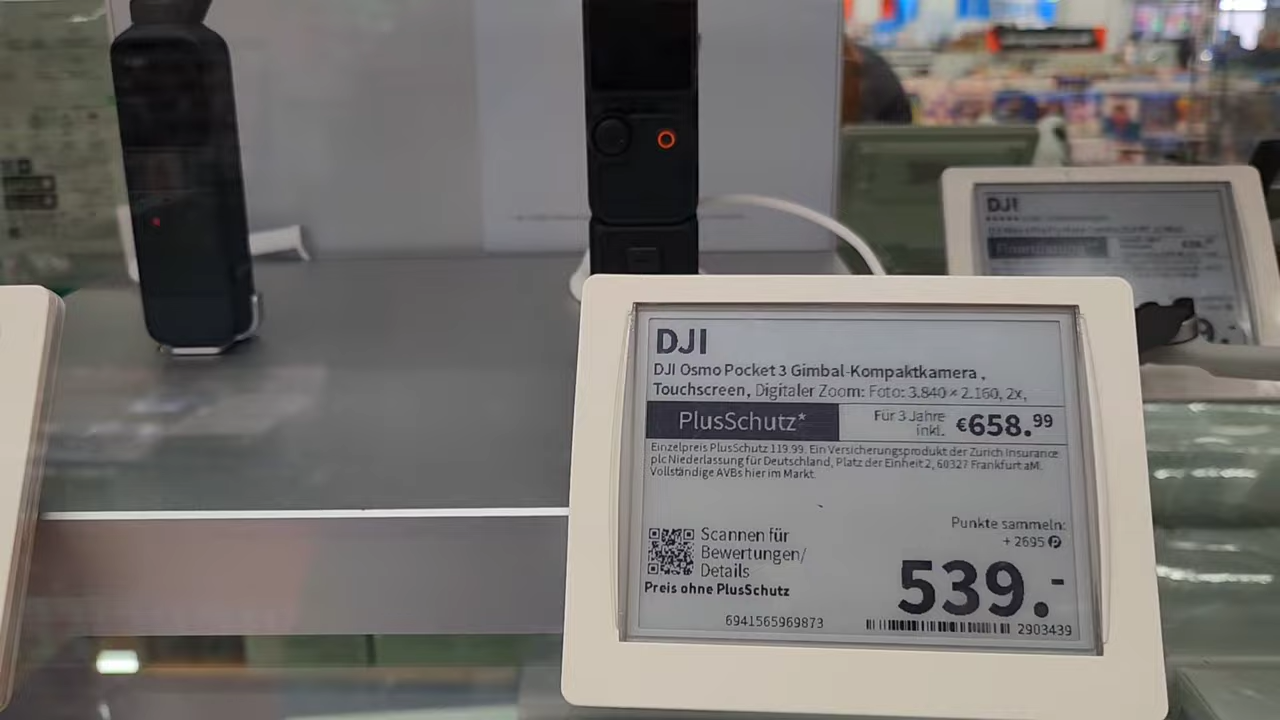 DJI
DJI Osmo Pocket 3 Gimbal-Kompaktkamera ,
Touchscreen, Digitaler Zoom: Foto: 3.840 × 2.160, 2x,
PlusSchutz*
Für 3 Jahre
inkl.
€658.99
Einzelpreis PlusSchutz 119.99. Ein Versicherungsprodukt der Zurich Insurance
plc Niederlassung für Deutschland, Platz der Einheit 2, 60327 Frankfurt aM.
Vollständige AVBs hier im Markt.
Punkte sammeln:
+ 2695 P
Scannen für
Bewertungen/
Details
Preis ohne PlusSchutz
539.-
6941565969873
2903439
DJI
Finanzierung